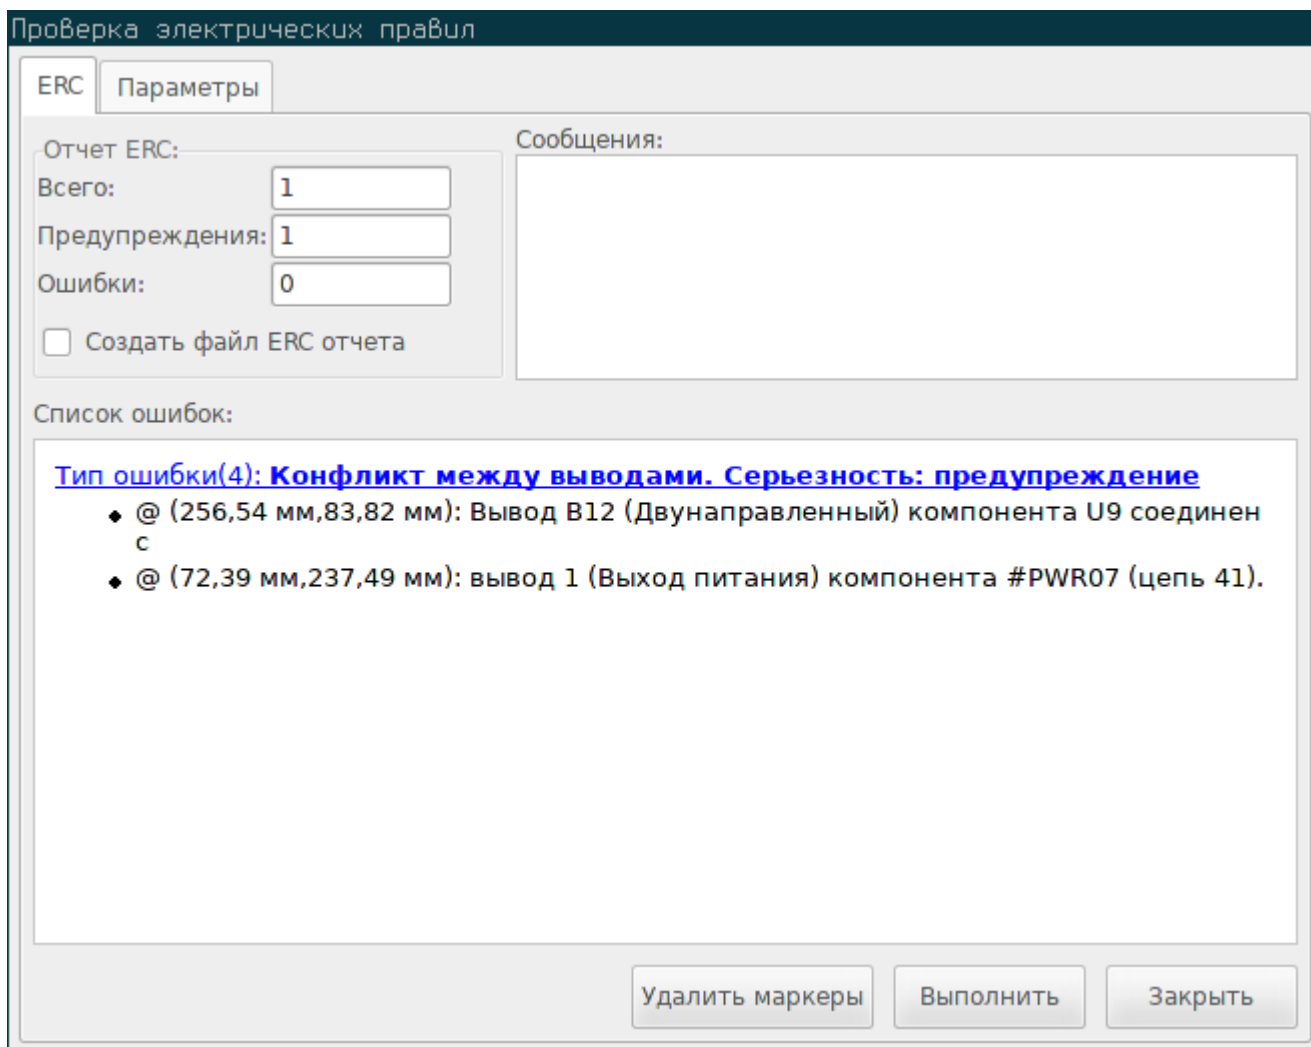 Проверка электрических правил
ERC
Параметры
Отчет ERC:
Всего:
1
Предупреждения:
1
Ошибки:
0
Создать файл ERC отчета
Сообщения:
Список ошибок:
Тип ошибки(4): Конфликт между выводами. Серьезность: предупреждение
@ (256,54 мм,83,82 мм): Вывод B12 (Двунаправленный) компонента U9 соединен
с
@ (72,39 мм,237,49 мм): вывод 1 (Выход питания) компонента #PWR07 (цепь 41).
Удалить маркеры
Выполнить
Закрыть